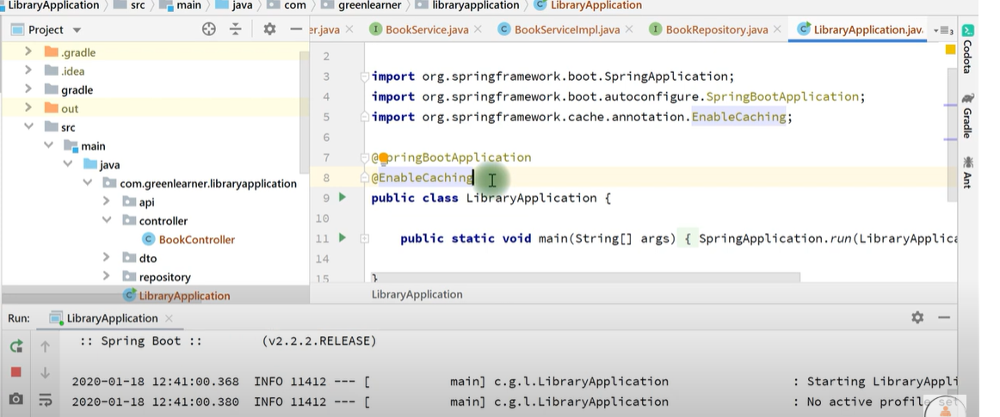 LibraryApplication src main java com greenlearner libraryapplication LibraryApplication
Project er.java BookService.java BookServiceImpl.java BookRepository.java LibraryApplication.java
.gradle
.idea
gradle
out
src
main
java
com.greenlearner.libraryapplication
api
controller
BookController
dto
repository
LibraryApplication
2
3 import org.springframework.boot.SpringApplication;
4 import org.springframework.boot.autoconfigure.SpringBootApplication;
5 import org.springframework.cache.annotation.EnableCaching;
6
7 @SpringBootApplication
8 @EnableCaching
9 public class LibraryApplication {
10
11 public static void main(String[] args) { SpringApplication.run(LibraryApplica
14
15 }
LibraryApplication
Codota
Gradle
Ant
Run: LibraryApplication
:: Spring Boot :: (v2.2.2.RELEASE)
2020-01-18 12:41:00.368 INFO 11412 --- [ main] c.g.l.LibraryApplication : Starting LibraryAppli
2020-01-18 12:41:00.380 INFO 11412 --- [ main] c.g.l.LibraryApplication : No active profile set